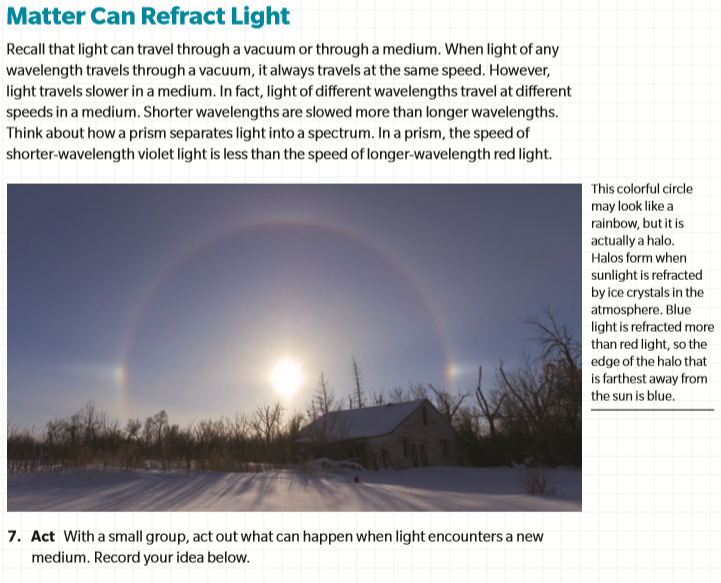 Matter Can Refract Light
Recall that light can travel through a vacuum or through a medium. When light of any
wavelength travels through a vacuum, it always travels at the same speed. However,
light travels slower in a medium. In fact, light of different wavelengths travel at different
speeds in a medium. Shorter wavelengths are slowed more than longer wavelengths.
Think about how a prism separates light into a spectrum. In a prism, the speed of
shorter-wavelength violet light is less than the speed of longer-wavelength red light.
This colorful circle
may look like a
rainbow, but it is
actually a halo.
Halos form when
sunlight is refracted
by ice crystals in the
atmosphere. Blue
light is refracted more
than red light, so the
edge of the halo that
is farthest away from
the sun is blue.
7. Act With a small group, act out what can happen when light encounters a new
medium. Record your idea below.